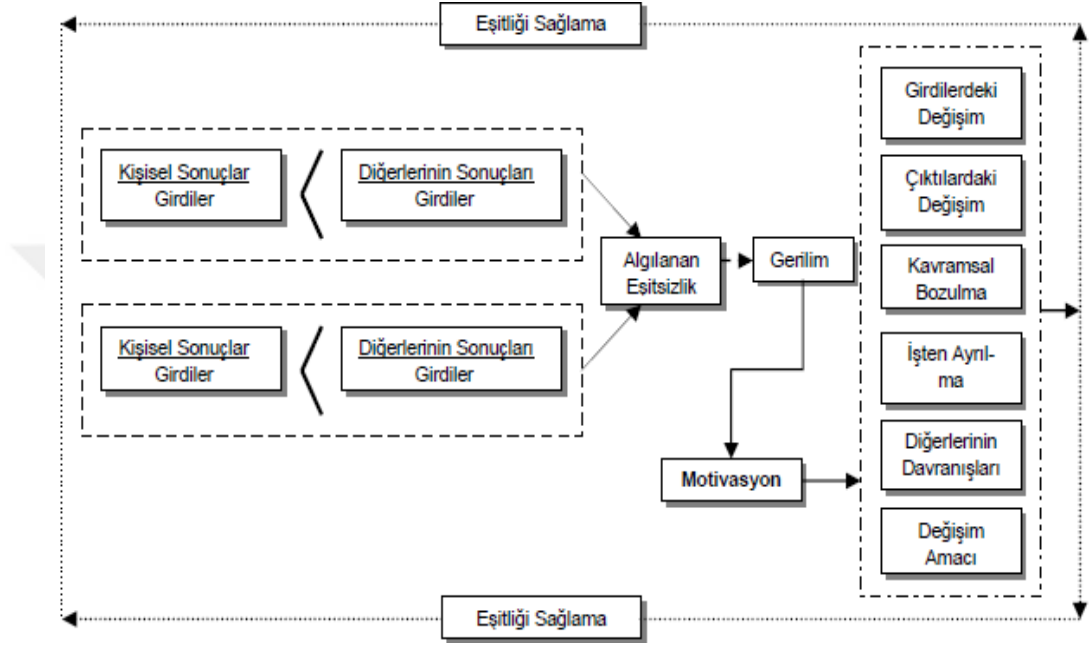 Eşitliği Sağlama
Girdilerdeki
Değişim
Kişisel Sonuçlar
Girdiler
Diğerlerinin Sonuçları
Girdiler
Çıktılardaki
Değişim
Algılanan
Eşitsizlik
Gerilim
Kavramsal
Bozulma
Kişisel Sonuçlar
Girdiler
Diğerlerinin Sonuçları
Girdiler
İşten Ayrıl-
ma
Diğerlerinin
Davranışları
Motivasyon
Değişim
Amacı
Eşitliği Sağlama